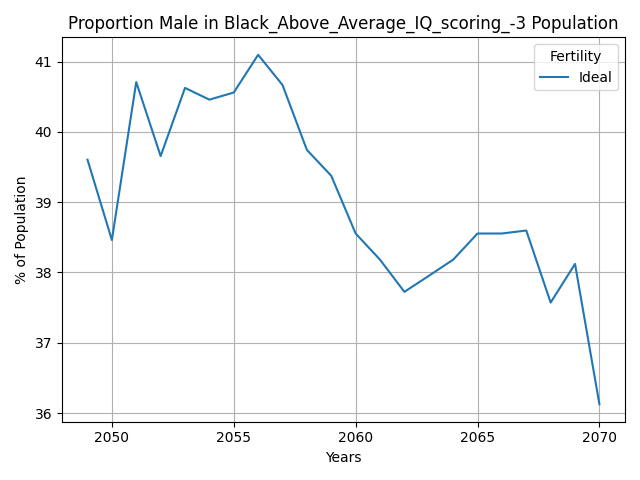 Proportion Male in Black_Above_Average_IQ_scoring_-3 Population
Fertility
Ideal
41
40
39
38
37
36
% of Population
2050 2055 2060 2065 2070
Years